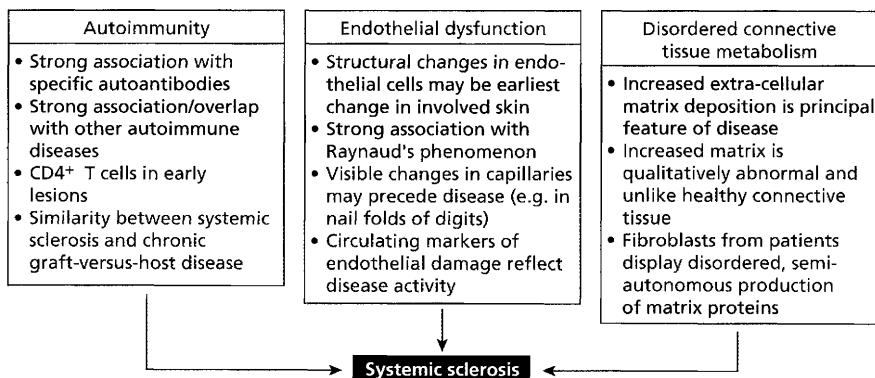 Autoimmunity
• Strong association with
specific autoantibodies
• Strong association/overlap
with other autoimmune
diseases
• CD4+ T cells in early
lesions
• Similarity between systemic
sclerosis and chronic
graft-versus-host disease
Endothelial dysfunction
• Structural changes in endo-
thelial cells may be earliest
change in involved skin
• Strong association with
Raynaud's phenomenon
• Visible changes in capillaries
may precede disease (e.g. in
nail folds of digits)
• Circulating markers of
endothelial damage reflect
disease activity
Disordered connective
tissue metabolism
• Increased extra-cellular
matrix deposition is principal
feature of disease
• Increased matrix is
qualitatively abnormal and
unlike healthy connective
tissue
• Fibroblasts from patients
display disordered, semi-
autonomous production
of matrix proteins
Systemic sclerosis